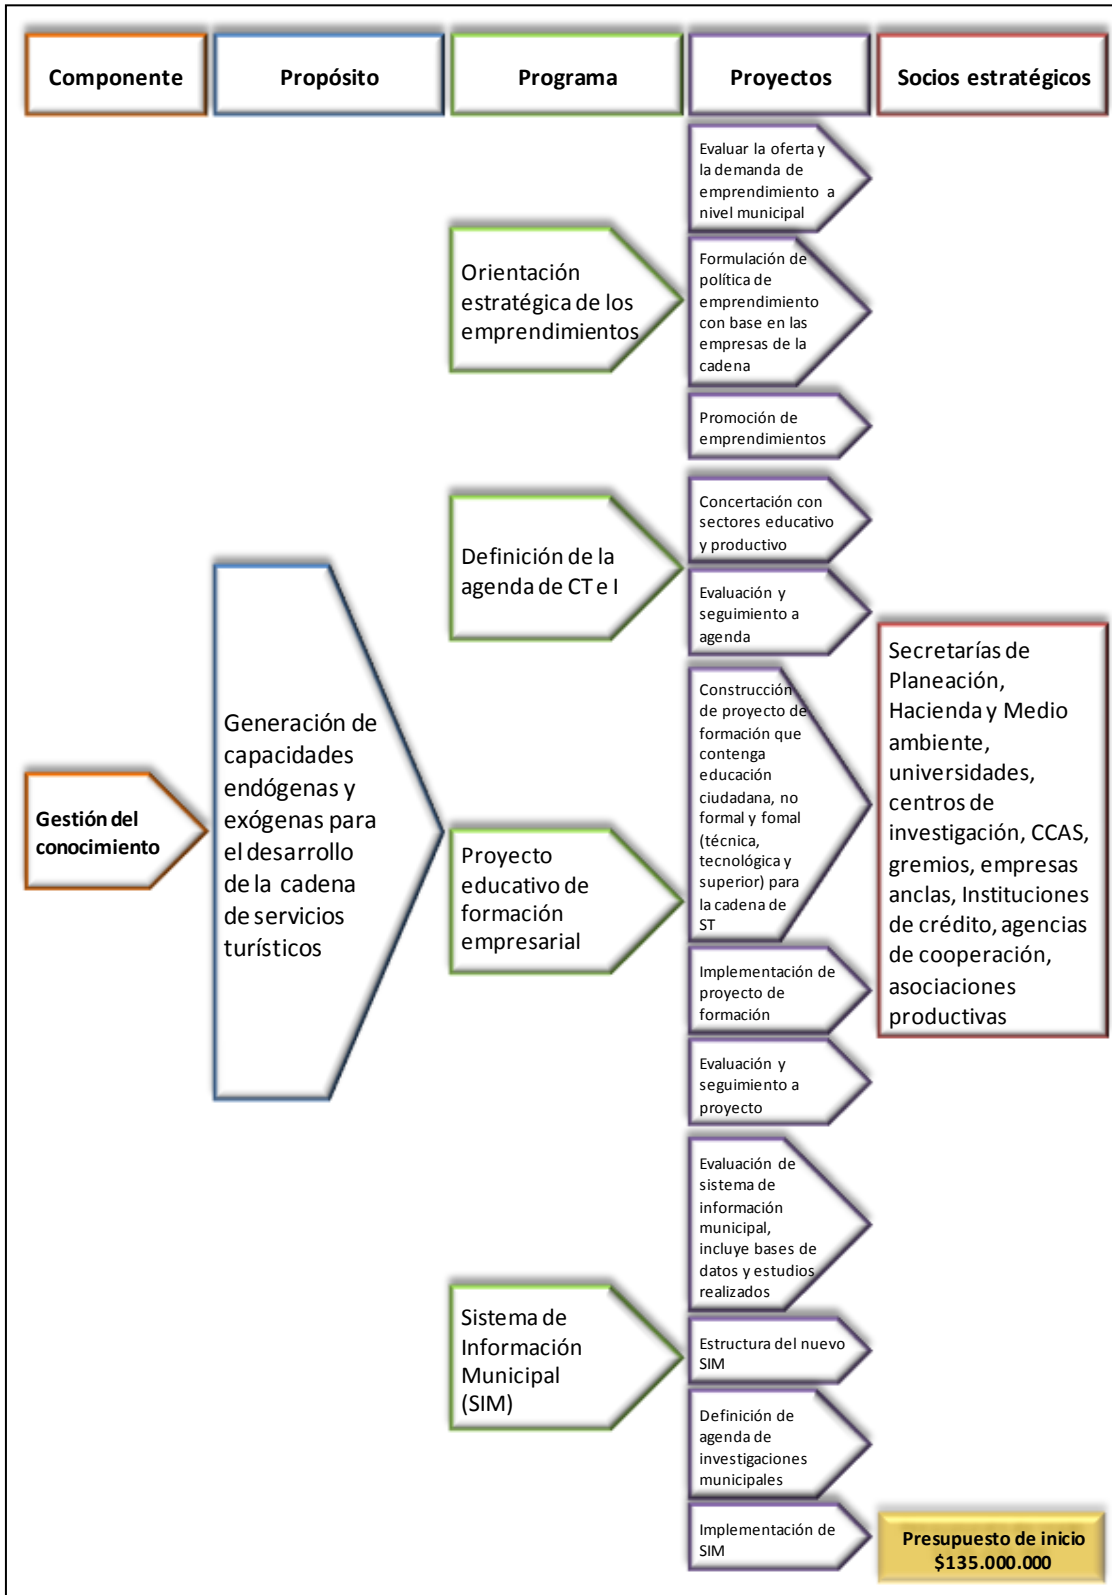 Componente
Propósito
Programa
Proyectos
Socios estratégicos
Gestión del
conocimiento
Generación de
capacidades
endógenas y
exógenas para
el desarrollo
de la cadena
de servicios
turísticos
Orientación
estratégica de los
emprendimientos
Evaluar la oferta y
la demanda de
emprendimiento a
nivel municipal
Formulación de
política de
emprendimiento
con base en las
empresas de la
cadena
Promoción de
emprendimientos
Definición de la
agenda de CT e I
Concertación con
sectores educativo
y productivo
Evaluación y
seguimiento a
agenda
Proyecto
educativo de
formación
empresarial
Construcción
de proyecto de
formación que
contenga
educación
ciudadana, no
formal y fomal
(técnica,
tecnológica y
superior) para
la cadena de
ST
Implementación de
proyecto de
formación
Evaluación y
seguimiento a
proyecto
Sistema de
Información
Municipal
(SIM)
Evaluación de
sistema de
información
municipal,
incluye bases de
datos y estudios
realizados
Estructura del nuevo
SIM
Definición de
agenda de
investigaciones
municipales
Implementación de
SIM
Secretarías de
Planeación,
Hacienda y Medio
ambiente,
universidades,
centros de
investigación, CCAS,
gremios, empresas
anclas, Instituciones
de crédito, agencias
de cooperación,
asociaciones
productivas
Presupuesto de inicio
$135.000.000